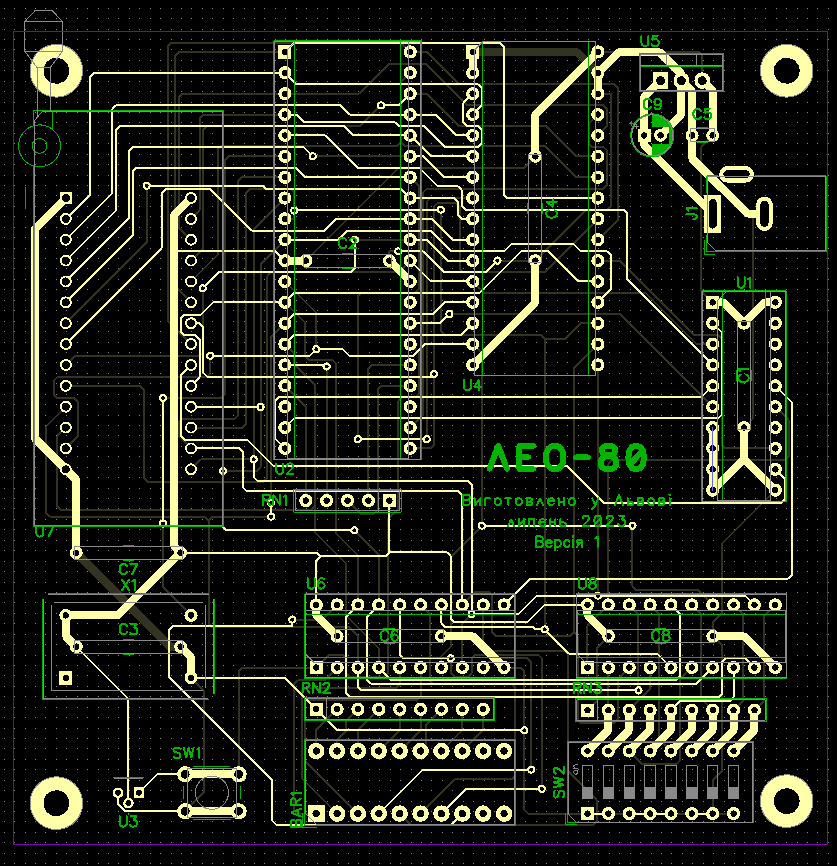 U5
C9
C5
C4
J1
C2
U1
C1
U4
ЛЕО-80
U2
RN1
Виготовлено у Львові
липень 2023
Версія 1
U7
C7
X1
U6
U8
C3
C6
C8
RN2
RN3
SW1
SW2
BAR1
U3